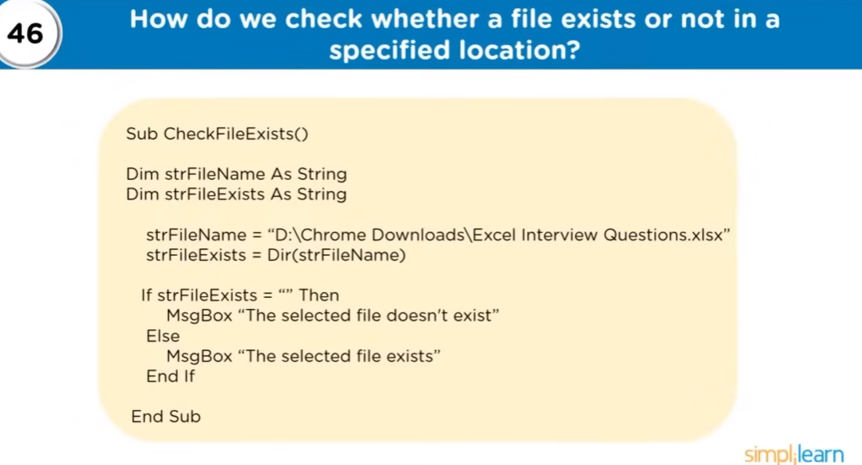 46
How do we check whether a file exists or not in a
specified location?
Sub CheckFileExists()
Dim strFileName As String
Dim strFileExists As String
strFileName = “D:\Chrome Downloads\Excel Interview Questions.xlsx”
strFileExists = Dir(strFileName)
If strFileExists = “” Then
MsgBox “The selected file doesn't exist”
Else
MsgBox “The selected file exists”
End If
End Sub
simplilearn